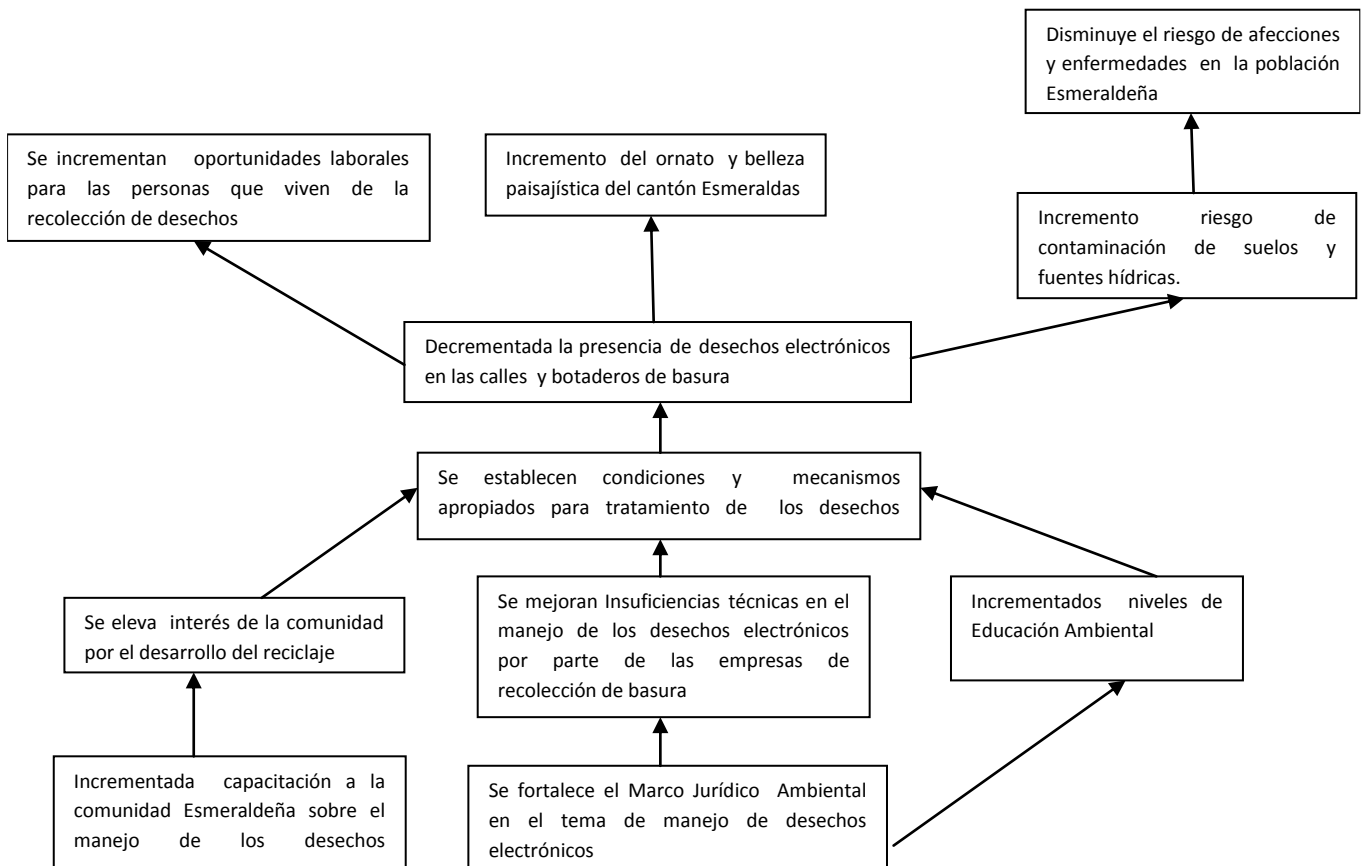 Disminuye el riesgo de afecciones
y enfermedades en la población
Esmeraldeña
Se incrementan oportunidades laborales
para las personas que viven de la
recolección de desechos
Incremento del ornato y belleza
paisajística del cantón Esmeraldas
Incremento riesgo de
contaminación de suelos y
fuentes hídricas.
Decrementada la presencia de desechos electrónicos
en las calles y botaderos de basura
Se establecen condiciones y mecanismos
apropiados para tratamiento de los desechos
Se eleva interés de la comunidad
por el desarrollo del reciclaje
Se mejoran Insuficiencias técnicas en el
manejo de los desechos electrónicos
por parte de las empresas de
recolección de basura
Incrementados niveles de
Educación Ambiental
Incrementada capacitación a la
comunidad Esmeraldeña sobre el
manejo de los desechos
Se fortalece el Marco Jurídico Ambiental
en el tema de manejo de desechos
electrónicos